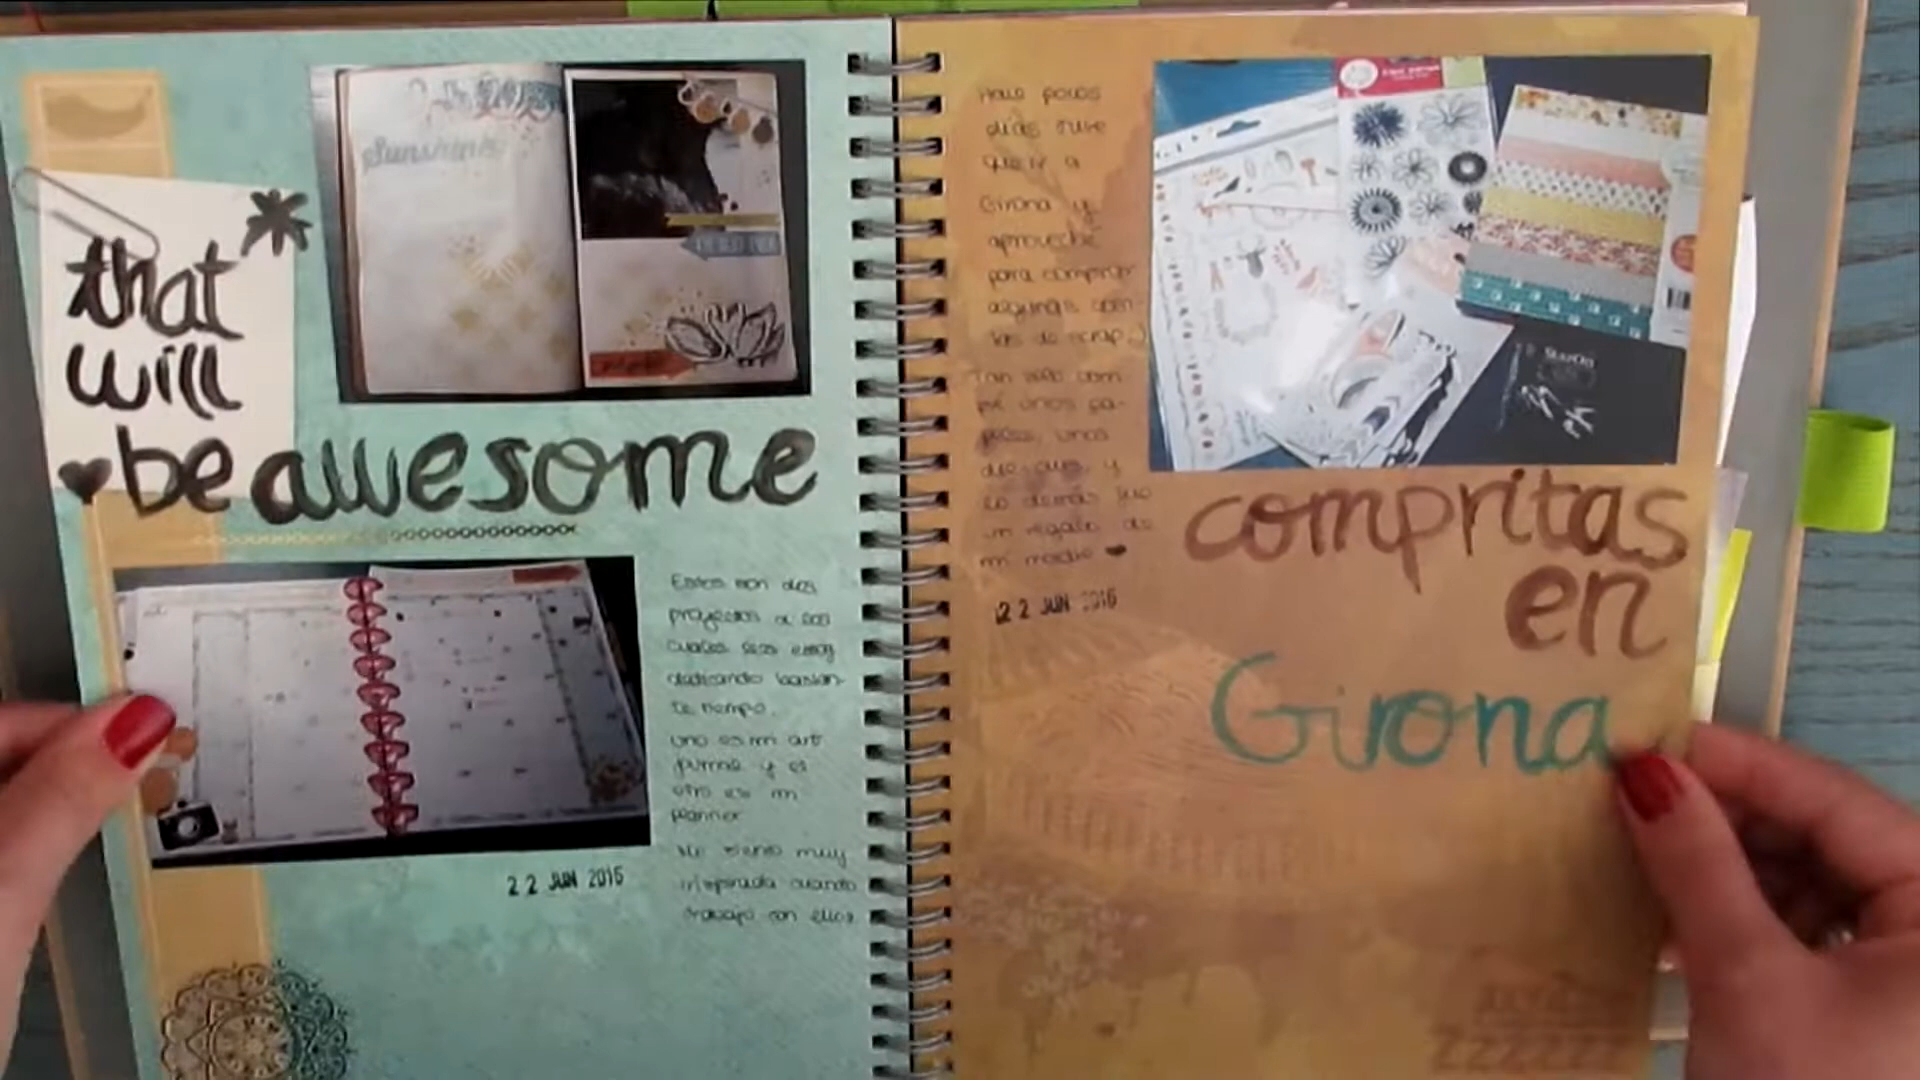 Sunshine
that
will
be awesome
Estos son dos
proyectos a los
cuales les estoy
dedicando bastan-
te tiempo.
Uno es mi art
journal y el
otro es mi
planner
Me siento muy
inspirada cuando
trabajo con ellos
22 JUN 2015
Hace pocos
días tuve
que ir a
Girona y
aproveché
para comprar
algunas cosi-
tas de scrap :)
Tan solo com-
pré unos pa-
peles, unos
y
lo demás fue
un regalo de
mi madre
22 JUN 2015
compritas
en
Girona